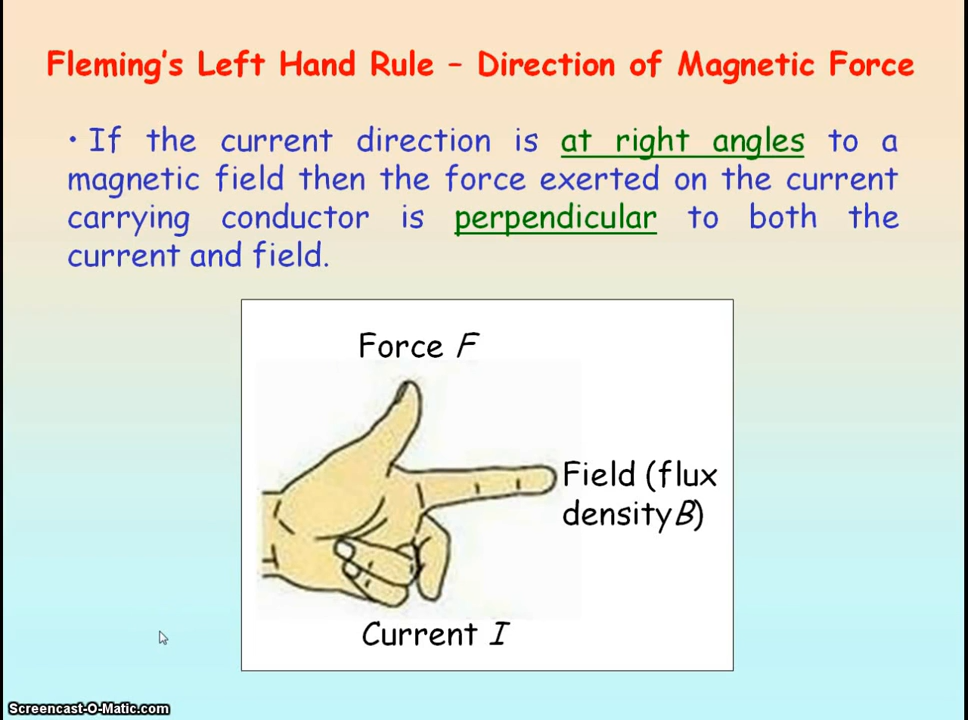 Fleming's Left Hand Rule – Direction of Magnetic Force
• If the current direction is at right angles to a
magnetic field then the force exerted on the current
carrying conductor is perpendicular to both the
current and field.
Force F
Field (flux
density B)
Current I
Screencast-O-Matic.com